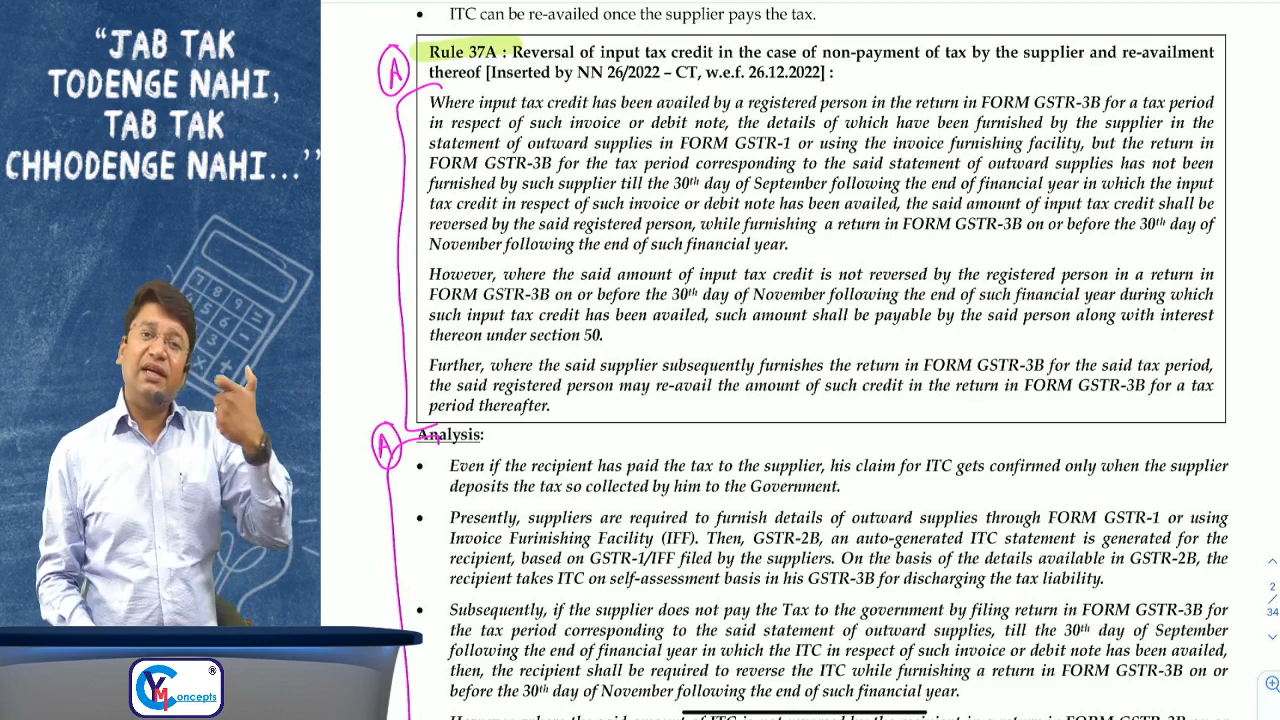 “JAB TAK
TODENGE NAHI,
TAB TAK
CHHODENGE NAHI...’’
• ITC can be re-availed once the supplier pays the tax.
A
Rule 37A : Reversal of input tax credit in the case of non-payment of tax by the supplier and re-availment
thereof [Inserted by NN 26/2022 – CT, w.e.f. 26.12.2022] :
Where input tax credit has been availed by a registered person in the return in FORM GSTR-3B for a tax period
in respect of such invoice or debit note, the details of which have been furnished by the supplier in the
statement of outward supplies in FORM GSTR-1 or using the invoice furnishing facility, but the return in
FORM GSTR-3B for the tax period corresponding to the said statement of outward supplies has not been
furnished by such supplier till the 30th day of September following the end of financial year in which the input
tax credit in respect of such invoice or debit note has been availed, the said amount of input tax credit shall be
reversed by the said registered person, while furnishing a return in FORM GSTR-3B on or before the 30th day of
November following the end of such financial year.
However, where the said amount of input tax credit is not reversed by the registered person in a return in
FORM GSTR-3B on or before the 30th day of November following the end of such financial year during which
such input tax credit has been availed, such amount shall be payable by the said person along with interest
thereon under section 50.
Further, where the said supplier subsequently furnishes the return in FORM GSTR-3B for the said tax period,
the said registered person may re-avail the amount of such credit in the return in FORM GSTR-3B for a tax
period thereafter.
A
Analysis:
• Even if the recipient has paid the tax to the supplier, his claim for ITC gets confirmed only when the supplier
deposits the tax so collected by him to the Government.
• Presently, suppliers are required to furnish details of outward supplies through FORM GSTR-1 or using
Invoice Furinishing Facility (IFF). Then, GSTR-2B, an auto-generated ITC statement is generated for the
recipient, based on GSTR-1/IFF filed by the suppliers. On the basis of the details available in GSTR-2B, the
recipient takes ITC on self-assessment basis in his GSTR-3B for discharging the tax liability.
• Subsequently, if the supplier does not pay the Tax to the government by filing return in FORM GSTR-3B for
the tax period corresponding to the said statement of outward supplies, till the 30th day of September
following the end of financial year in which the ITC in respect of such invoice or debit note has been availed,
then, the recipient shall be required to reverse the ITC while furnishing a return in FORM GSTR-3B on or
before the 30th day of November following the end of such financial year.
2
/
34
YMConcepts®